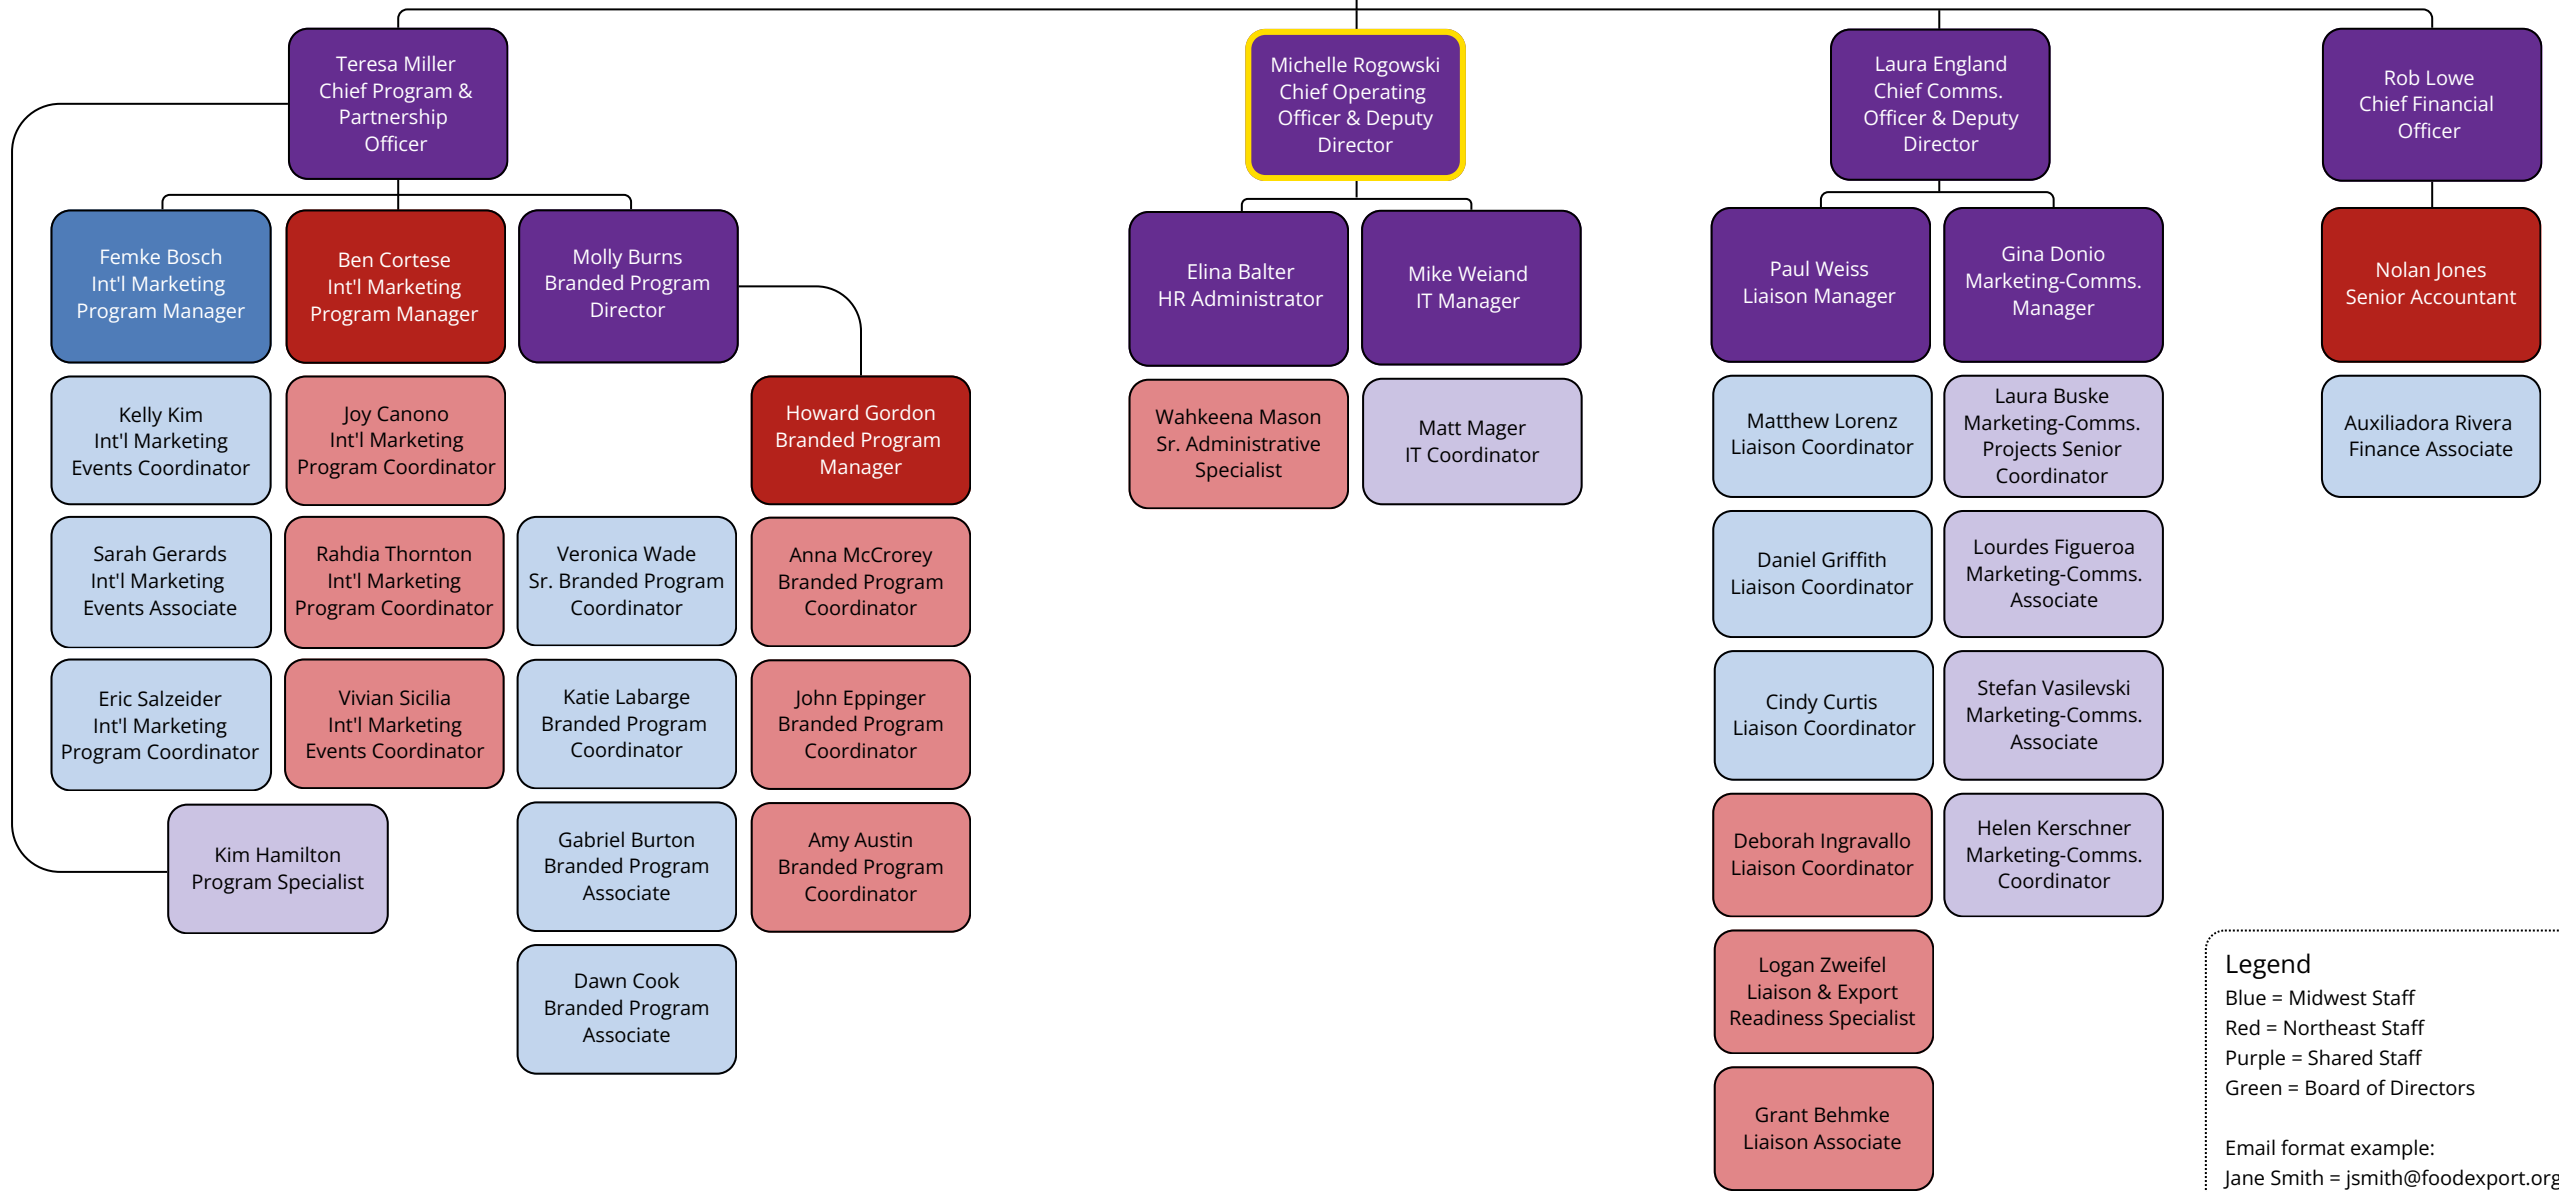 Teresa Miller
Chief Program &
Partnership
Officer
Michelle Rogowski
Chief Operating
Officer & Deputy
Director
Laura England
Chief Comms.
Officer & Deputy
Director
Rob Lowe
Chief Financial
Officer
Femke Bosch
Int'l Marketing
Program Manager
Ben Cortese
Int'l Marketing
Program Manager
Molly Burns
Branded Program
Director
Elina Balter
HR Administrator
Mike Weiand
IT Manager
Paul Weiss
Liaison Manager
Gina Donio
Marketing-Comms.
Manager
Nolan Jones
Senior Accountant
Kelly Kim
Int'l Marketing
Events Coordinator
Joy Canono
Int'l Marketing
Program Coordinator
Howard Gordon
Branded Program
Manager
Wahkeena Mason
Sr. Administrative
Specialist
Matt Mager
IT Coordinator
Matthew Lorenz
Liaison Coordinator
Laura Buske
Marketing-Comms.
Projects Senior
Coordinator
Auxiliadora Rivera
Finance Associate
Sarah Gerards
Int'l Marketing
Events Associate
Rahdia Thornton
Int'l Marketing
Program Coordinator
Veronica Wade
Sr. Branded Program
Coordinator
Anna McCrorey
Branded Program
Coordinator
Daniel Griffith
Liaison Coordinator
Lourdes Figueroa
Marketing-Comms.
Associate
Eric Salzeider
Int'l Marketing
Program Coordinator
Vivian Sicilia
Int'l Marketing
Events Coordinator
Katie Labarge
Branded Program
Coordinator
John Eppinger
Branded Program
Coordinator
Cindy Curtis
Liaison Coordinator
Stefan Vasilevski
Marketing-Comms.
Associate
Kim Hamilton
Program Specialist
Gabriel Burton
Branded Program
Associate
Amy Austin
Branded Program
Coordinator
Deborah Ingravallo
Liaison Coordinator
Helen Kerschner
Marketing-Comms.
Coordinator
Dawn Cook
Branded Program
Associate
Logan Zweifel
Liaison & Export
Readiness Specialist
Grant Behmke
Liaison Associate
Legend
Blue = Midwest Staff
Red = Northeast Staff
Purple = Shared Staff
Green = Board of Directors
Email format example:
Jane Smith = jsmith@foodexport.org